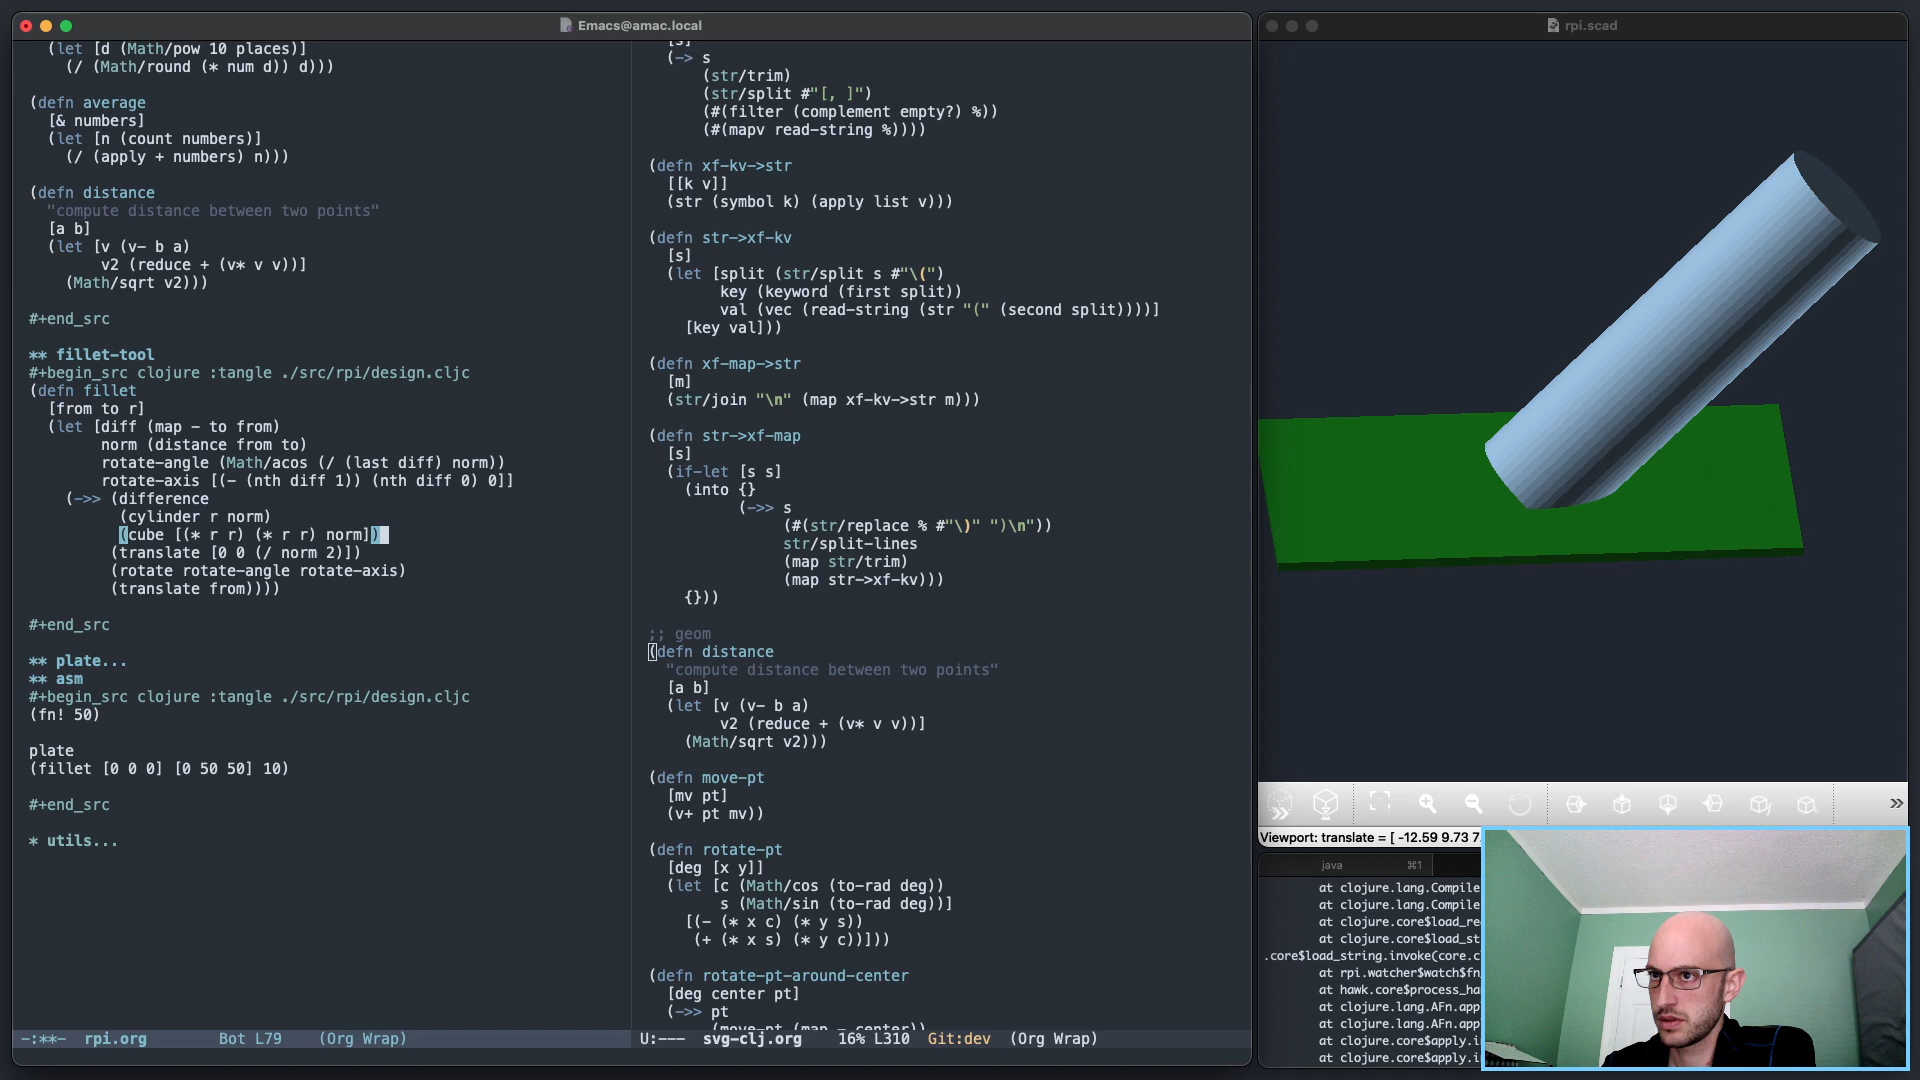 Emacs@amac.local
(let [d (Math/pow 10 places)]
(/ (Math/round (* num d)) d)))
(defn average
[& numbers]
(let [n (count numbers)]
(/ (apply + numbers) n)))
(defn distance
"compute distance between two points"
[a b]
(let [v (v- b a)
v2 (reduce + (v* v v))]
(Math/sqrt v2)))
#+end_src
** fillet-tool
#+begin_src clojure :tangle ./src/rpi/design.cljc
(defn fillet
[from to r]
(let [diff (map - to from)
norm (distance from to)
rotate-angle (Math/acos (/ (last diff) norm))
rotate-axis [(- (nth diff 1)) (nth diff 0) 0]]
(->> (difference
(cylinder r norm)
(cube [(* r r) (* r r) norm])
(translate [0 0 (/ norm 2)])
(rotate rotate-angle rotate-axis)
(translate from))))
#+end_src
** plate...
** asm
#+begin_src clojure :tangle ./src/rpi/design.cljc
(fn! 50)
plate
(fillet [0 0 0] [0 50 50] 10)
#+end_src
* utils...
-:**- rpi.org Bot L79 (Org Wrap)
[s]
(-> s
(str/trim)
(str/split #"[, ]")
(#(filter (complement empty?) %))
(#(mapv read-string %))))
(defn xf-kv->str
[[k v]]
(str (symbol k) (apply list v)))
(defn str->xf-kv
[s]
(let [split (str/split s #"\(")
key (keyword (first split))
val (vec (read-string (str "(" (second split))))]
[key val]))
(defn xf-map->str
[m]
(str/join "\n" (map xf-kv->str m)))
(defn str->xf-map
[s]
(if-let [s s]
(into {}
(->> s
(#(str/replace % #"\)" ")\n"))
str/split-lines
(map str/trim)
(map str->xf-kv)))
{}))
;; geom
(defn distance
"compute distance between two points"
[a b]
(let [v (v- b a)
v2 (reduce + (v* v v))]
(Math/sqrt v2)))
(defn move-pt
[mv pt]
(v+ pt mv))
(defn rotate-pt
[deg [x y]]
(let [c (Math/cos (to-rad deg))
s (Math/sin (to-rad deg))]
[(- (* x c) (* y s))
(+ (* x s) (* y c))]))
(defn rotate-pt-around-center
[deg center pt]
(->> pt
(move-pt (map - center))
U:--- svg-clj.org 16% L310 Git:dev (Org Wrap)
rpi.scad
Viewport: translate = [ -12.59 9.73 7
java ⌘1
at clojure.lang.Compile
at clojure.lang.Compile
at clojure.core$load_re
at clojure.core$load_st
.core$load_string.invoke(core.c
at rpi.watcher$watch$fn
at hawk.core$process_ha
at clojure.lang.AFn.app
at clojure.lang.AFn.app
at clojure.core$apply.i
at clojure.core$apply.i